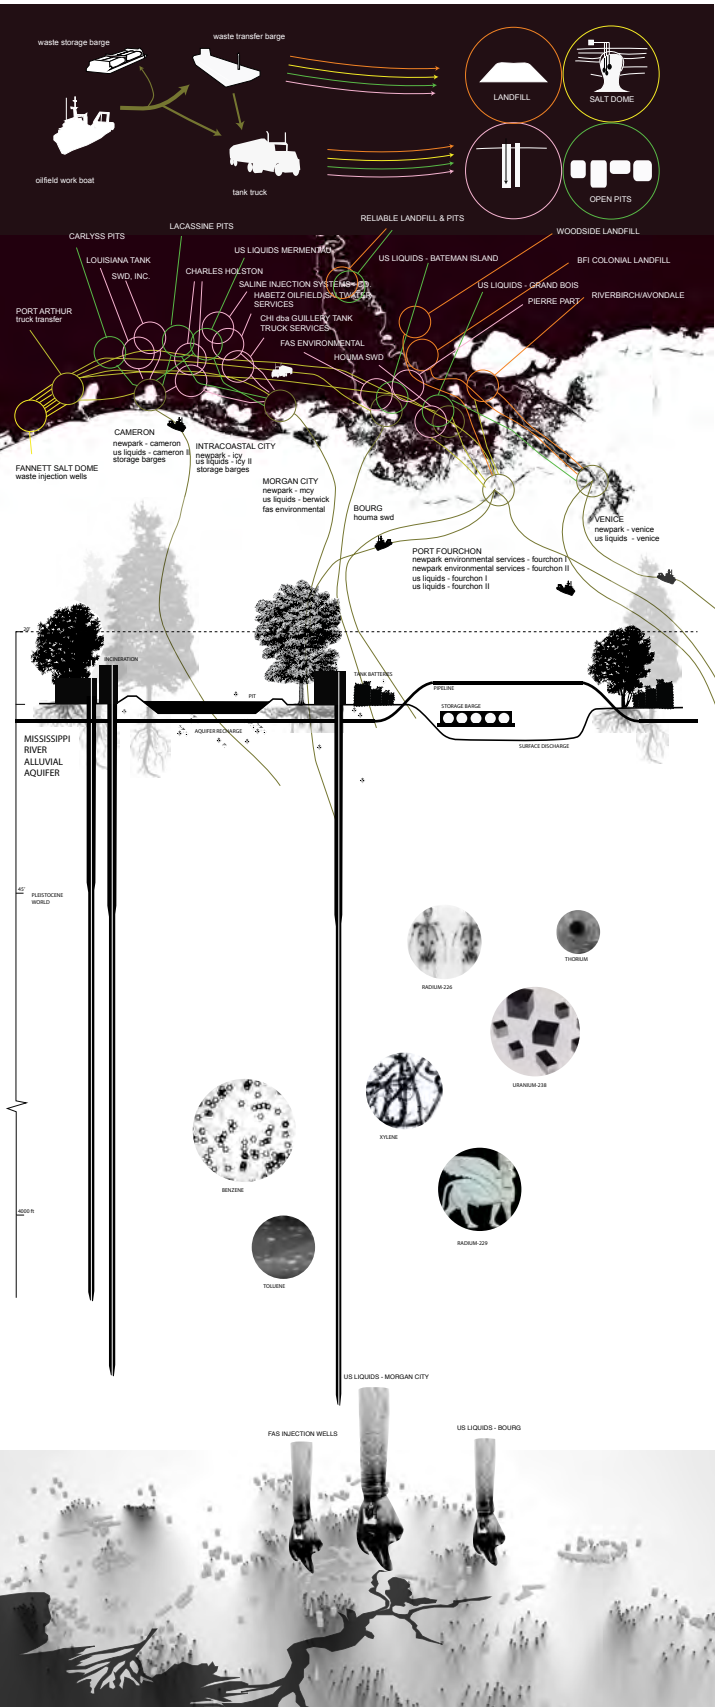 waste storage barge
waste transfer barge
oilfield work boat
tank truck
LANDFILL
SALT DOME
OPEN PITS
RELIABLE LANDFILL & PITS
LACASSINE PITS
CARLYSS PITS
WOODSIDE LANDFILL
US LIQUIDS MERMENTAU
LOUISIANA TANK
US LIQUIDS - BATEMAN ISLAND
BFI COLONIAL LANDFILL
CHARLES HOLSTON
SWD, INC.
SALINE INJECTION SYSTEMS CO.
US LIQUIDS - GRAND BOIS
HABETZ OILFIELD SALTWATER
SERVICES
RIVERBIRCH/AVONDALE
PIERRE PART
PORT ARTHUR
truck transfer
CHI dba GUILLERY TANK
TRUCK SERVICES
FAS ENVIRONMENTAL
HOUMA SWD
CAMERON
newpark - cameron
us liquids - cameron II
storage barges
INTRACOASTAL CITY
newpark - icy
us liquids - icy II
storage barges
FANNETT SALT DOME
waste injection wells
MORGAN CITY
newpark - mcy
us liquids - berwick
fas environmental
BOURG
houma swd
VENICE
newpark - venice
us liquids - venice
PORT FOURCHON
newpark environmental services - fourchon I
newpark environmental services - fourchon II
us liquids - fourchon I
us liquids - fourchon II
20'
INCINERATION
TANK BATTERIES
PIPELINE
PIT
STORAGE BARGE
AQUIFER RECHARGE
SURFACE DISCHARGE
MISSISSIPPI
RIVER
ALLUVIAL
AQUIFER
45'
PLEISTOCENE
WORLD
THORIUM
RADIUM-226
URANIUM-238
XYLENE
BENZENE
4000 ft
RADIUM-229
TOLUENE
US LIQUIDS - MORGAN CITY
US LIQUIDS - BOURG
FAS INJECTION WELLS